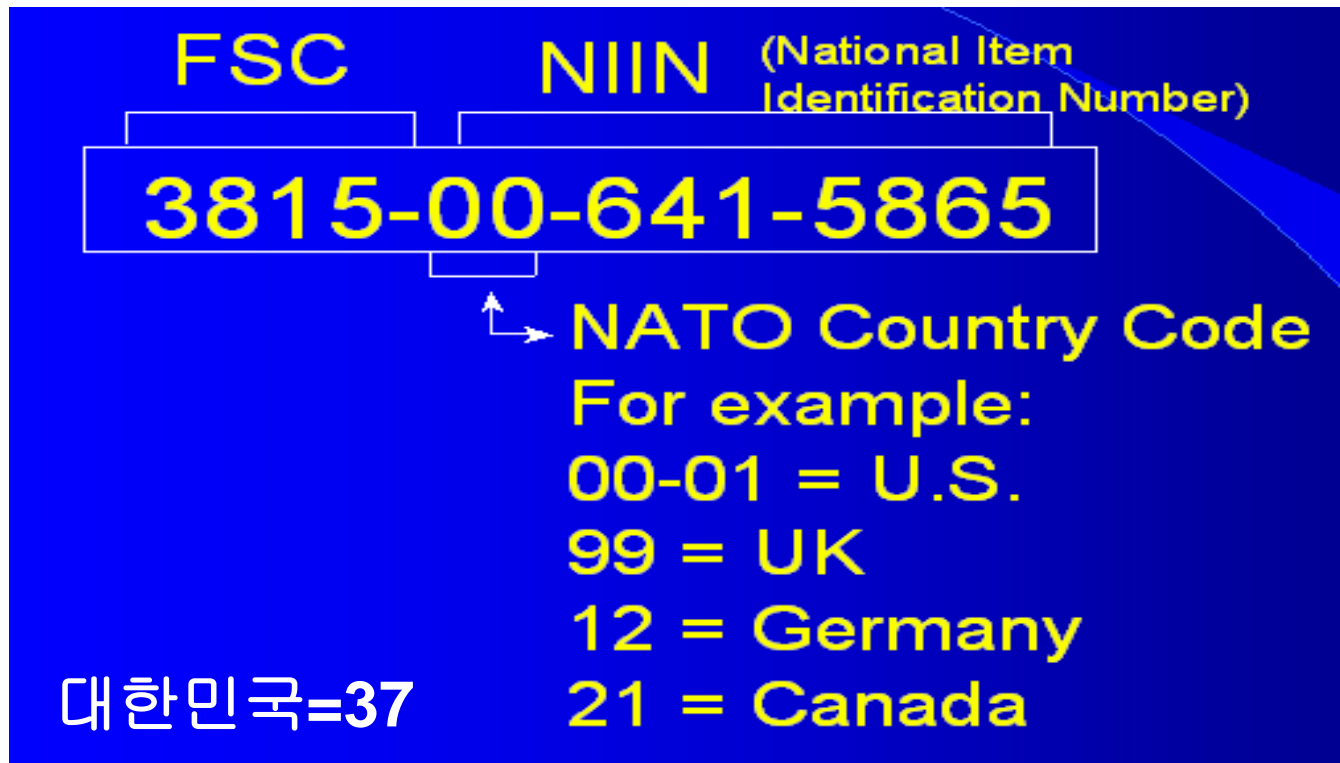 FSC NIIN (National Item
Identification Number)
3815-00-641-5865
NATO Country Code
For example:
00-01 = U.S.
99 = UK
12 = Germany
21 = Canada
대한민국=37